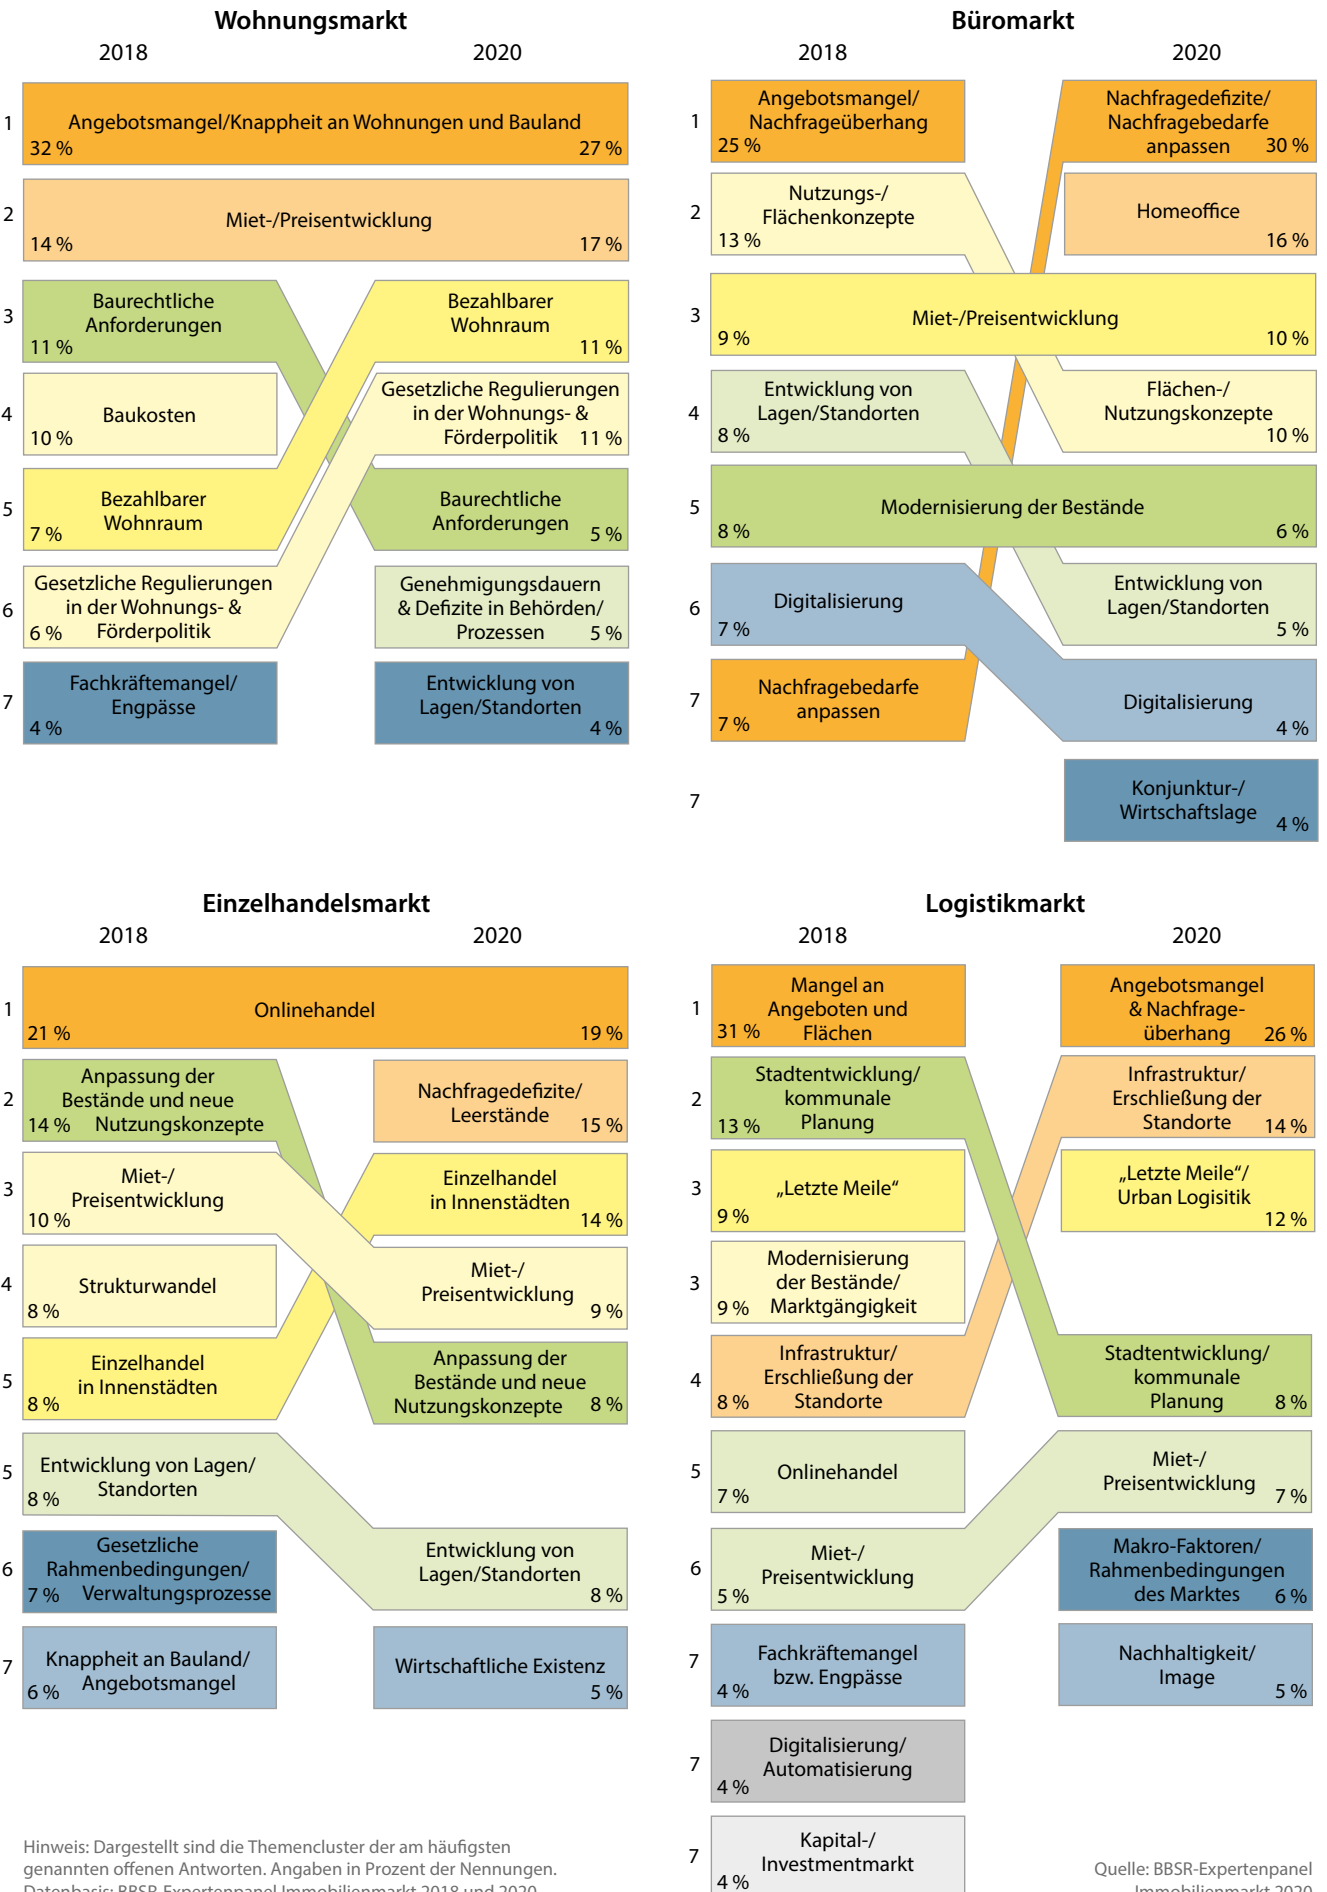 Wohnungsmarkt
2018
2020
1
Angebotsmangel/Knappheit an Wohnungen und Bauland
32 %
27 %
2
Miet-/Preisentwicklung
14 %
17 %
3
Baurechtliche
Anforderungen
11 %
Bezahlbarer
Wohnraum
11 %
4
Baukosten
10 %
Gesetzliche Regulierungen
in der Wohnungs- &
Förderpolitik
11 %
5
Bezahlbarer
Wohnraum
7 %
Baurechtliche
Anforderungen
5 %
6
Gesetzliche Regulierungen
in der Wohnungs- &
Förderpolitik
6 %
Genehmigungsdauern
& Defizite in Behörden/
Prozessen
5 %
7
Fachkräftemangel/
Engpässe
4 %
Entwicklung von
Lagen/Standorten
4 %
Büromarkt
2018
2020
1
Angebotsmangel/
Nachfrageüberhang
25 %
Nachfragedefizite/
Nachfragebedarfe
anpassen
30 %
2
Nutzungs-/
Flächenkonzepte
13 %
Homeoffice
16 %
3
Miet-/Preisentwicklung
9 %
10 %
4
Entwicklung von
Lagen/Standorten
8 %
Flächen-/
Nutzungskonzepte
10 %
5
Modernisierung der Bestände
8 %
6 %
6
Digitalisierung
7 %
Entwicklung von
Lagen/Standorten
5 %
7
Nachfragebedarfe
anpassen
7 %
Digitalisierung
4 %
7
Konjunktur-/
Wirtschaftslage
4 %
Einzelhandelsmarkt
2018
2020
1
Onlinehandel
21 %
19 %
2
Anpassung der
Bestände und neue
Nutzungskonzepte
14 %
Nachfragedefizite/
Leerstände
15 %
3
Miet-/
Preisentwicklung
10 %
Einzelhandel
in Innenstädten
14 %
4
Strukturwandel
8 %
Miet-/
Preisentwicklung
9 %
5
Einzelhandel
in Innenstädten
8 %
Anpassung der
Bestände und neue
Nutzungskonzepte
8 %
5
Entwicklung von Lagen/
Standorten
8 %
6
Gesetzliche
Rahmenbedingungen/
Verwaltungsprozesse
7 %
Entwicklung von
Lagen/Standorten
8 %
7
Knappheit an Bauland/
Angebotsmangel
6 %
Wirtschaftliche Existenz
5 %
Logistikmarkt
2018
2020
1
Mangel an
Angeboten und
Flächen
31 %
Angebotsmangel
& Nachfrage-
überhang
26 %
2
Stadtentwicklung/
kommunale
Planung
13 %
Infrastruktur/
Erschließung der
Standorte
14 %
3
„Letzte Meile“
9 %
„Letzte Meile“/
Urban Logisitik
12 %
3
Modernisierung
der Bestände/
Marktgängigkeit
9 %
4
Infrastruktur/
Erschließung der
Standorte
8 %
Stadtentwicklung/
kommunale
Planung
8 %
5
Onlinehandel
7 %
Miet-/
Preisentwicklung
7 %
6
Miet-/
Preisentwicklung
5 %
Makro-Faktoren/
Rahmenbedingungen
des Marktes
6 %
7
Fachkräftemangel
bzw. Engpässe
4 %
Nachhaltigkeit/
Image
5 %
7
Digitalisierung/
Automatisierung
4 %
7
Kapital-/
Investmentmarkt
4 %
Hinweis: Dargestellt sind die Themencluster der am häufigsten
genannten offenen Antworten. Angaben in Prozent der Nennungen.
Datenbasis: BBSR-Expertenpanel Immobilienmarkt 2018 und 2020
Quelle: BBSR-Expertenpanel
Immobilienmarkt 2020